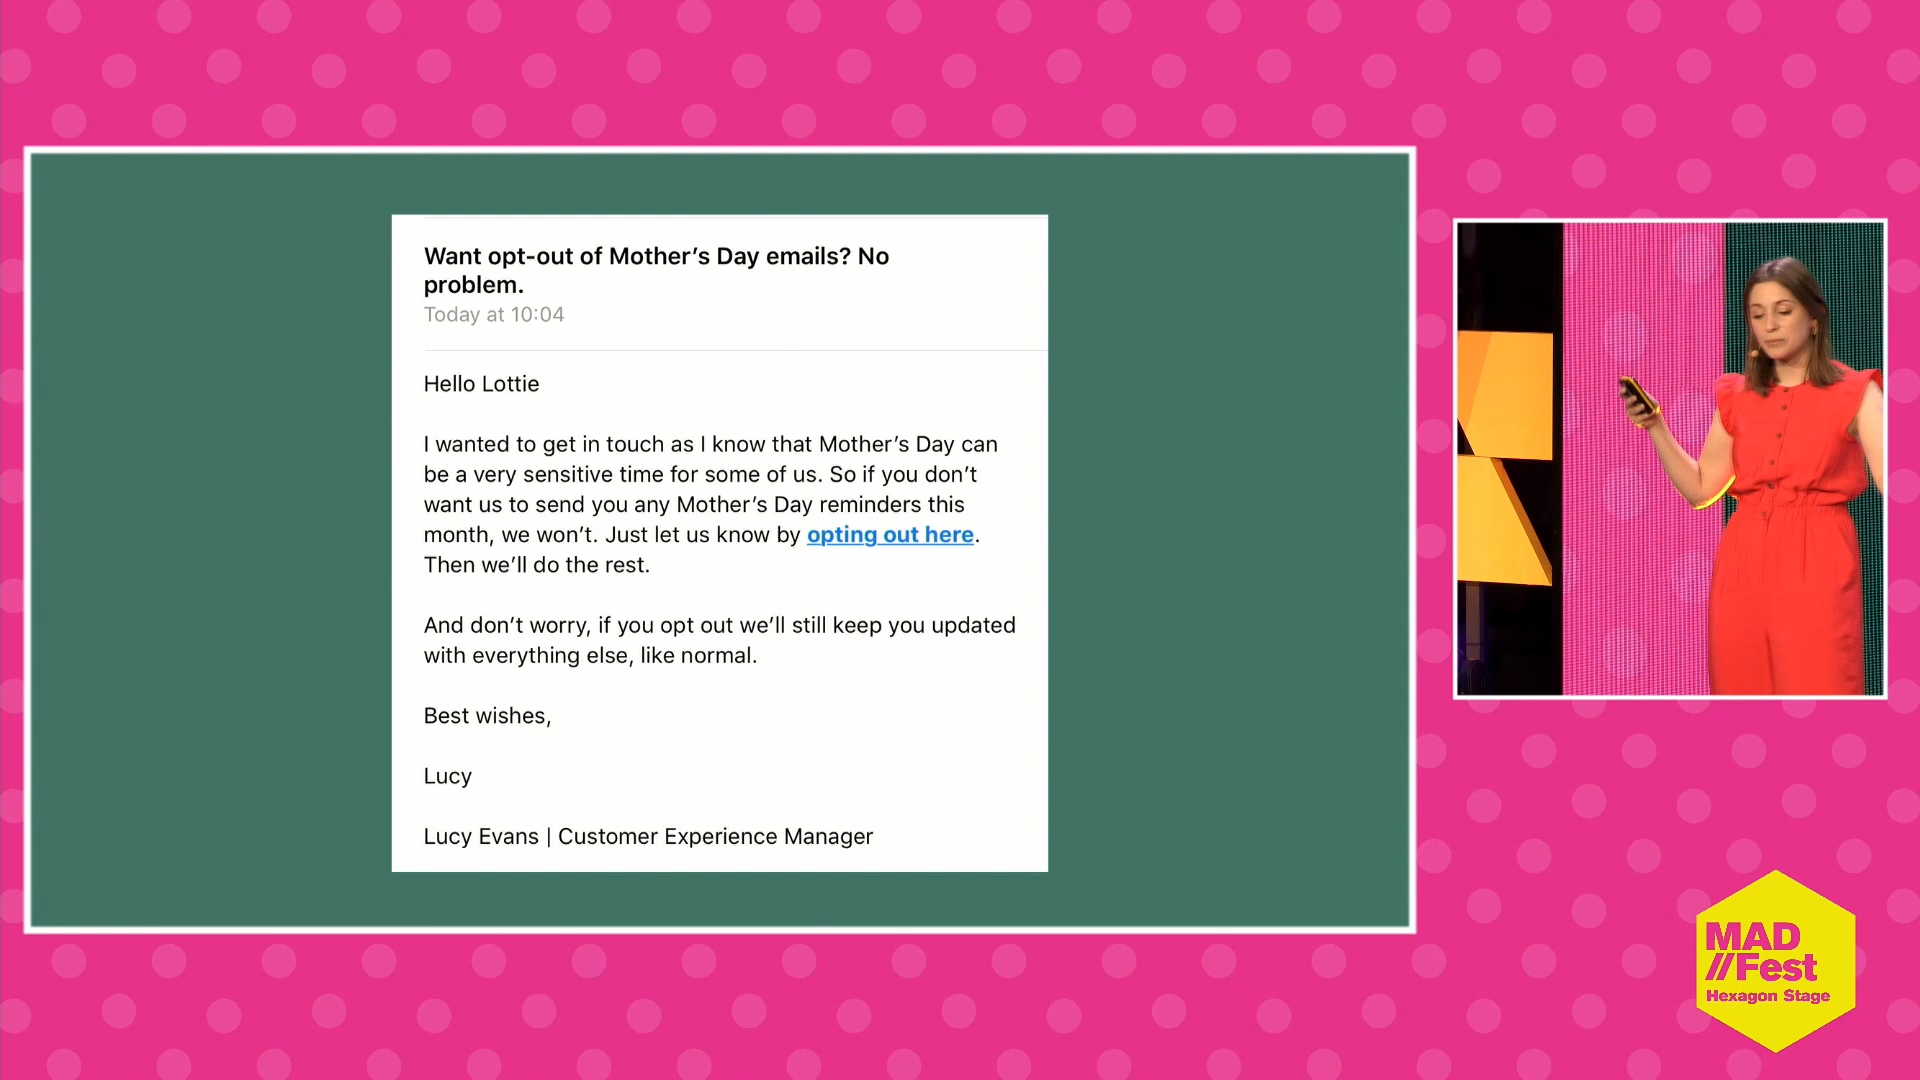 Want opt-out of Mother’s Day emails? No
problem.
Today at 10:04
Hello Lottie
I wanted to get in touch as I know that Mother’s Day can
be a very sensitive time for some of us. So if you don’t
want us to send you any Mother’s Day reminders this
month, we won’t. Just let us know by opting out here.
Then we’ll do the rest.
And don’t worry, if you opt out we’ll still keep you updated
with everything else, like normal.
Best wishes,
Lucy
Lucy Evans | Customer Experience Manager
MAD
//Fest
Hexagon Stage